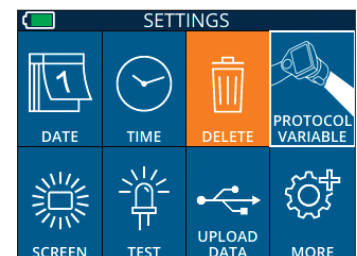 SETTINGS
1
DATE
TIME
DELETE
PROTOCOL
VARIABLE
SCREEN
TEST
UPLOAD
DATA
MORE